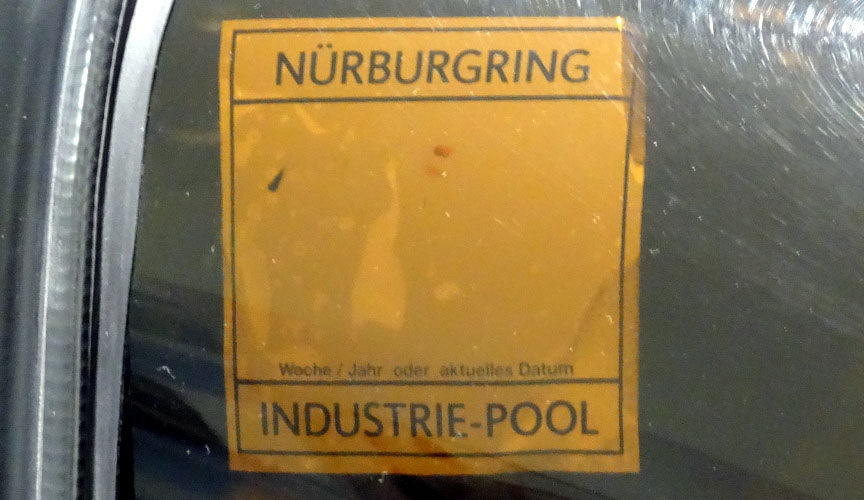 NÜRBURGRING
Woche / Jahr oder aktuelles Datum
INDUSTRIE-POOL